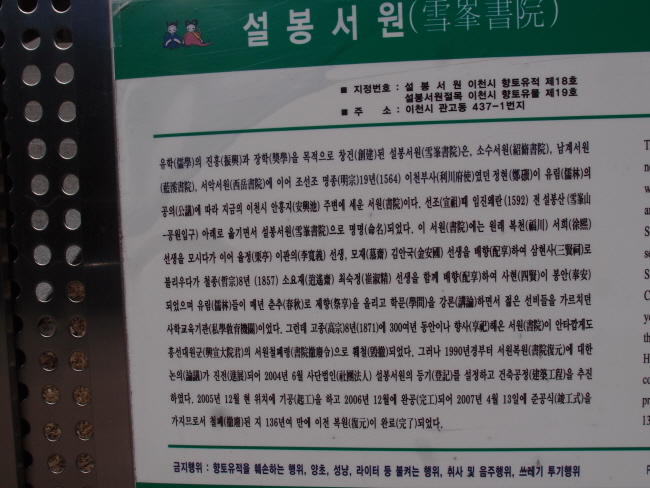 설봉서원(雪峯書院)
■ 지정번호 : 설 봉 서 원 이천시 향토유적 제18호
설봉서원절목 이천시 향토유물 제19호
■ 주 소 : 이천시 관고동 437-1번지
유학(儒學)의 진흥(振興)과 장학(奬學)을 목적으로 창건(創建)된 설봉서원(雪峯書院)은, 소수서원(紹修書院), 남계서원
(藍溪書院), 서악서원(西岳書院)에 이어 조선조 명종(明宗)19년(1564) 이천부사(利川府使)였던 정현(鄭礥)이 유림(儒林)의
공의(公議)에 따라 지금의 이천시 안흥지(安興池) 주변에 세운 서원(書院)이다. 선조(宣祖)때 임진왜란(1592) 전 설봉산(雪峯山
-공원입구) 아래로 옮기면서 설봉서원(雪峯書院)으로 명명(命名)되었다. 이 서원(書院)에는 원래 복천(福川) 서희(徐熙)
선생을 모시다가 이어 율정(栗亭) 이관의(李寬義) 선생, 모재(慕齋) 김안국(金安國) 선생을 배향(配享)하여 삼현사(三賢祠)로
불리우다가 철종(哲宗)8년 (1857) 소요재(逍遙齋) 최숙정(崔淑精) 선생을 함께 배향(配享)하여 사현(四賢)이 봉안(奉安)
되었으며 유림(儒林)들이 매년 춘추(春秋)로 제향(祭享)을 올리고 학문(學問)을 강론(講論)하면서 젊은 선비들을 가르치던
사학교육기관(私學敎育機關)이었다. 그런데 고종(高宗)8년(1871)에 300여년 동안이나 향사(享祀)해온 서원(書院)이 안타깝게도
흥선대원군(興宣大院君)의 서원철폐령(書院撤廢令)으로 훼철(毁撤)되었다. 그러나 1990년경부터 서원복원(書院復元)에 대한
논의(論議)가 진전(進展)되어 2004년 6월 사단법인(社團法人) 설봉서원의 등기(登記)를 설정하고 건축공정(建築工程)을 추진
하였다. 2005년 12월 현 위치에 기공(起工)을 하고 2006년 12월에 완공(完工)되어 2007년 4월 13일에 준공식(竣工式)을
가지므로서 철폐(撤廢)된 지 136년여 만에 이전 복원(復元)이 완료(完了)되었다.
금지행위 : 향토유적을 훼손하는 행위, 양초, 성냥, 라이터 등 불켜는 행위, 취사 및 음주행위, 쓰레기 투기행위